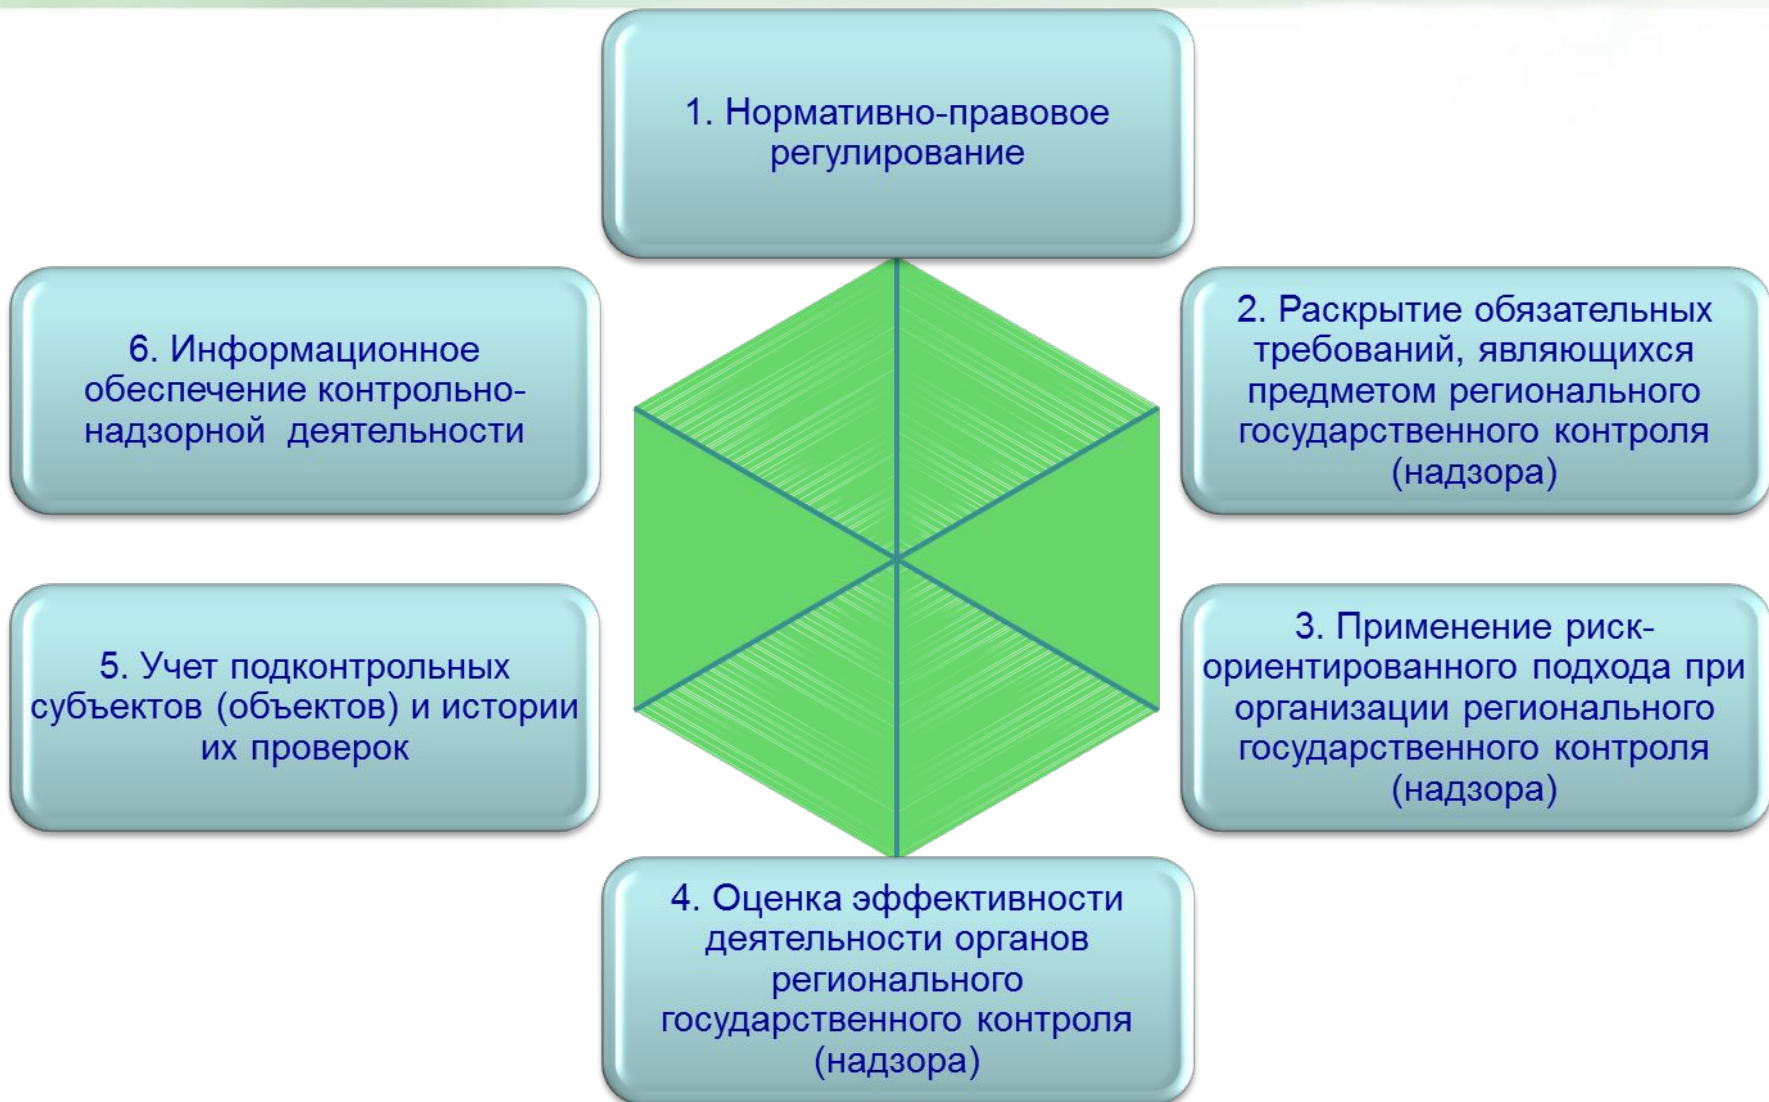 1. Нормативно-правовое
регулирование
2. Раскрытие обязательных
требований, являющихся
предметом регионального
государственного контроля
(надзора)
3. Применение риск-
ориентированного подхода при
организации регионального
государственного контроля
(надзора)
4. Оценка эффективности
деятельности органов
регионального
государственного контроля
(надзора)
5. Учет подконтрольных
субъектов (объектов) и истории
их проверок
6. Информационное
обеспечение контрольно-
надзорной деятельности